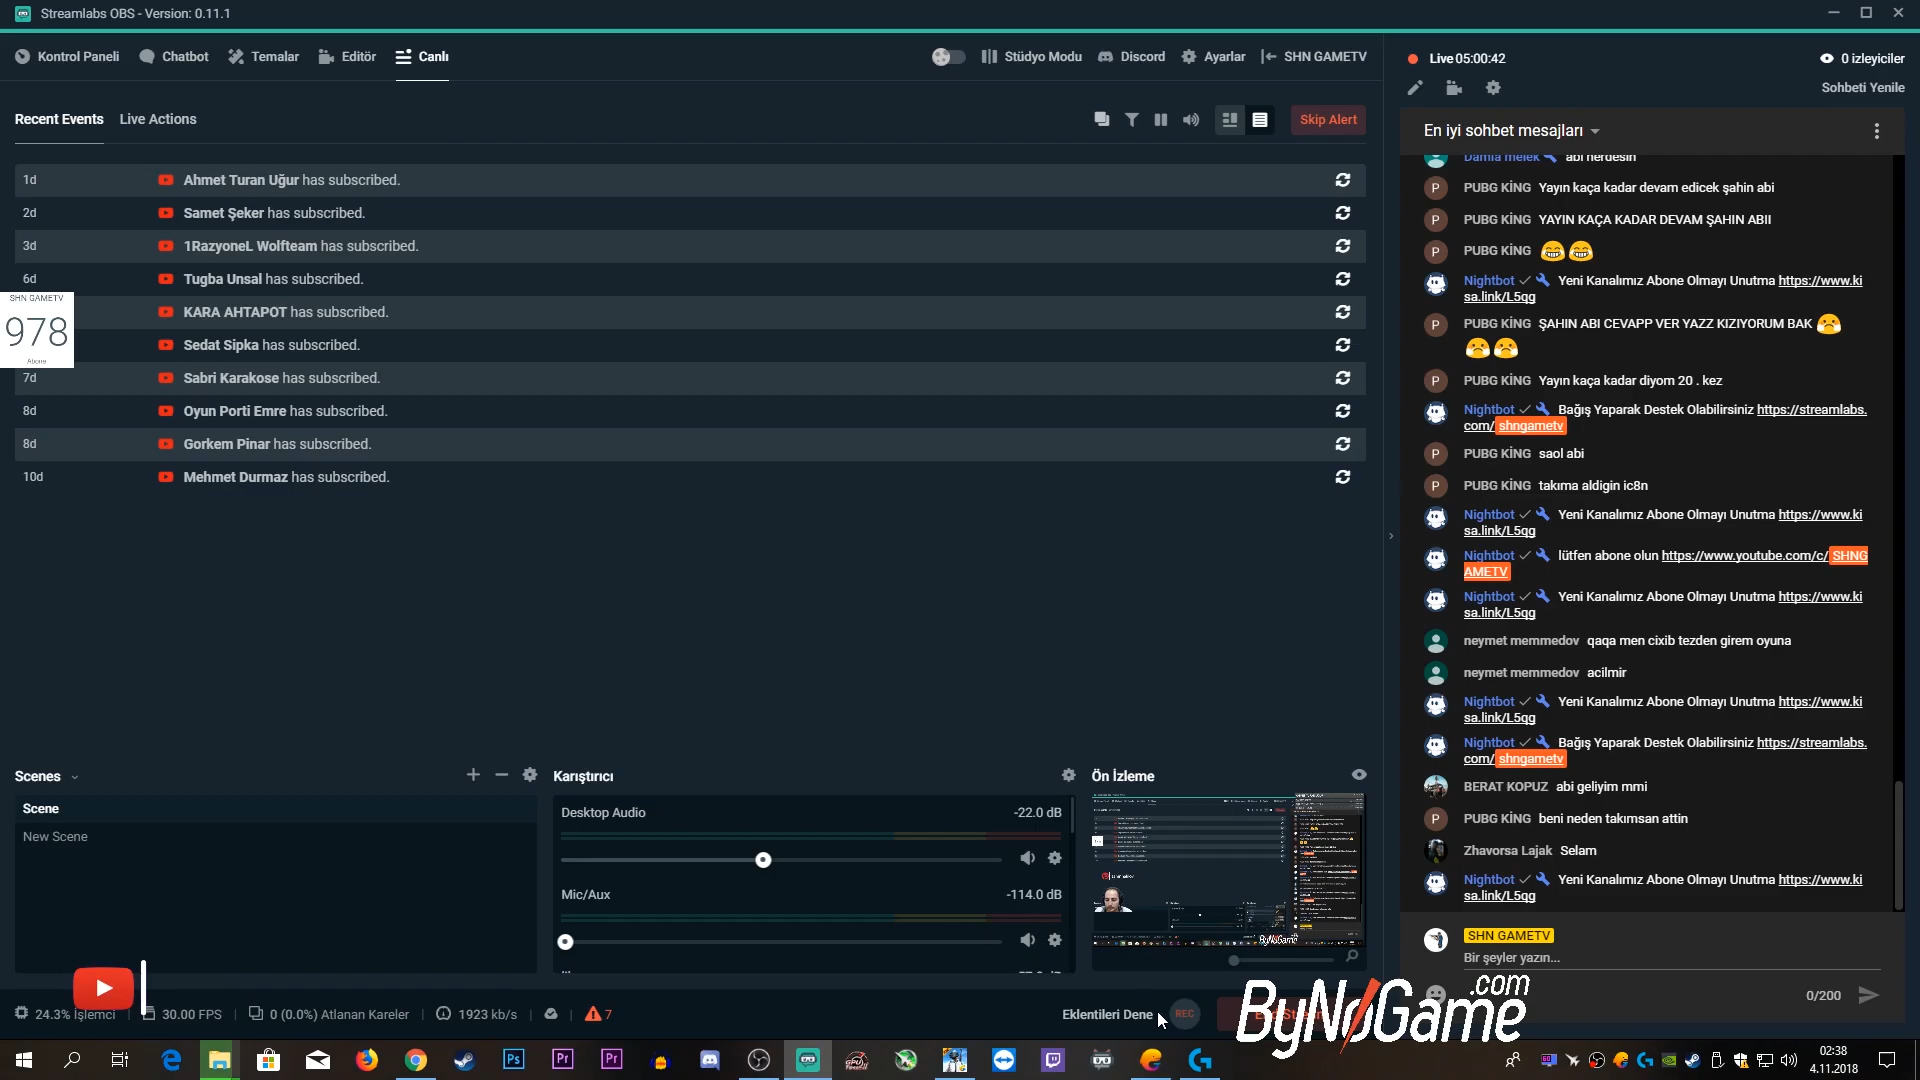 Streamlabs OBS - Version: 0.11.1
Kontrol Paneli
Chatbot
Temalar
Editör
Canlı
Stüdyo Modu
Discord
Ayarlar
SHN GAMETV
Recent Events
Live Actions
Skip Alert
1d Ahmet Turan Uğur has subscribed.
2d Samet Şeker has subscribed.
3d 1RazyoneL Wolfteam has subscribed.
6d Tugba Unsal has subscribed.
KARA AHTAPOT has subscribed.
Sedat Sipka has subscribed.
7d Sabri Karakose has subscribed.
8d Oyun Porti Emre has subscribed.
8d Gorkem Pinar has subscribed.
10d Mehmet Durmaz has subscribed.
SHN GAMETV
978
Abone
Scenes
Scene
New Scene
Karıştırıcı
Desktop Audio -22.0 dB
Mic/Aux -114.0 dB
Ön İzleme
24.3% İşlemci
30.00 FPS
0 (0.0%) Atlanan Kareler
1923 kb/s
7
Eklentileri Dene
REC
ByNoGame.com
Live 05:00:42
0 izleyiciler
Sohbeti Yenile
En iyi sohbet mesajları
Damla melek abi nerdesin
P PUBG KİNG Yayın kaça kadar devam edicek şahin abi
P PUBG KİNG YAYIN KAÇA KADAR DEVAM ŞAHIN ABII
P PUBG KİNG 😂😂
Nightbot Yeni Kanalımız Abone Olmayı Unutma https://www.ki
sa.link/L5qg
P PUBG KİNG ŞAHIN ABI CEVAPP VER YAZZ KIZIYORUM BAK 😤
😤😤
P PUBG KİNG Yayın kaça kadar diyom 20 . kez
Nightbot Bağış Yaparak Destek Olabilirsiniz https://streamlabs.
com/ shngametv
P PUBG KİNG saol abi
P PUBG KİNG takıma aldigin ic8n
Nightbot Yeni Kanalımız Abone Olmayı Unutma https://www.ki
sa.link/L5qg
Nightbot lütfen abone olun https://www.youtube.com/c/ SHNG
AMETV
Nightbot Yeni Kanalımız Abone Olmayı Unutma https://www.ki
sa.link/L5qg
neymet memmedov qaqa men cixib tezden girem oyuna
neymet memmedov acilmir
Nightbot Yeni Kanalımız Abone Olmayı Unutma https://www.ki
sa.link/L5qg
Nightbot Bağış Yaparak Destek Olabilirsiniz https://streamlabs.
com/ shngametv
BERAT KOPUZ abi geliyim mmi
P PUBG KİNG beni neden takımsan attin
Zhavorsa Lajak Selam
Nightbot Yeni Kanalımız Abone Olmayı Unutma https://www.ki
sa.link/L5qg
SHN GAMETV
Bir şeyler yazın...
0/200
Ps
Pr
Pr
02:38
4.11.2018